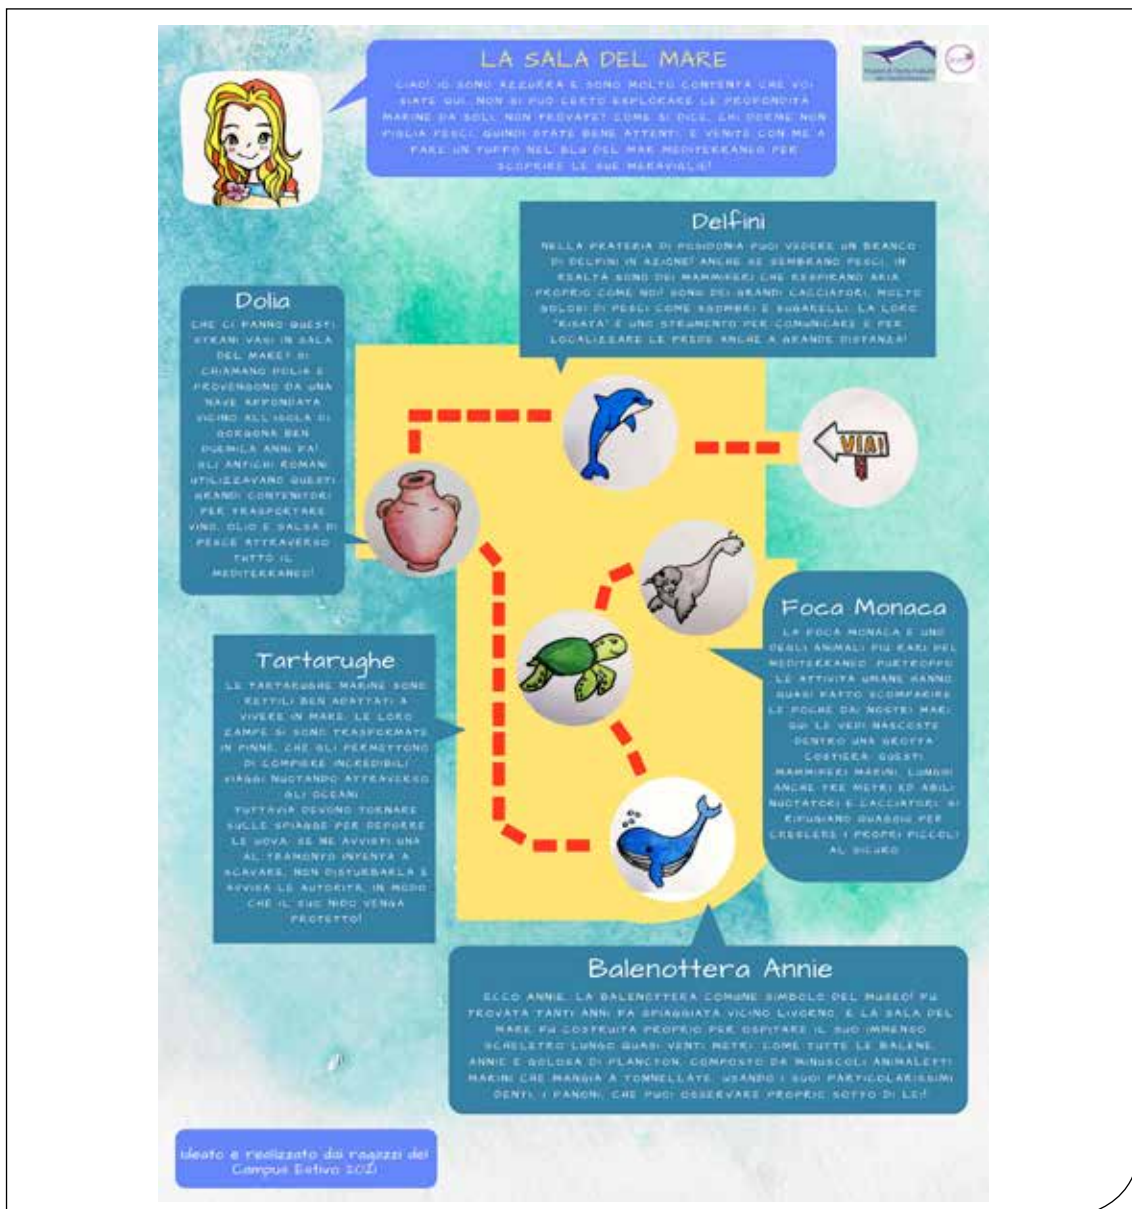 LA SALA DEL MARE
CIAO! IO SONO AZZURRA E SONO MOLTO CONTENTA CHE VOI
SIATE QUI. NON SI PUÒ CERTO ESPLORARE LE PROFONDITÀ
MARINE DA SOLI, NON TROVATE? COME SI DICE, CHI DORME NON
PIGLIA PESCI, QUINDI STATE BENE ATTENTI, E VENITE CON ME A
FARE UN TUFFO NEL BLU DEL MAR MEDITERRANEO PER
SCOPRIRE LE SUE MERAVIGLIE!
Delfini
NELLA PRATERIA DI POSIDONIA PUOI VEDERE UN BRANCO
DI DELFINI IN AZIONE! ANCHE SE SEMBRANO PESCI, IN
REALTÀ SONO DEI MAMMIFERI CHE RESPIRANO ARIA
PROPRIO COME NOI! SONO DEI GRANDI CACCIATORI, MOLTO
GOLOSI DI PESCI COME SGOMBRI E SUGARELLI. LA LORO
"RISATA" È UNO STRUMENTO PER COMUNICARE E PER
LOCALIZZARE LE PREDE ANCHE A GRANDE DISTANZA!
Dolia
CHE CI FANNO QUESTI
STRANI VASI IN SALA
DEL MARE? SI
CHIAMANO DOLIA E
PROVENGONO DA UNA
NAVE AFFONDATA
VICINO ALL'ISOLA DI
GORGONA BEN
DUEMILA ANNI FA!
GLI ANTICHI ROMANI
UTILIZZAVANO QUESTI
GRANDI CONTENITORI
PER TRASPORTARE
VINO, OLIO E SALSA DI
PESCE ATTRAVERSO
TUTTO IL
MEDITERRANEO!
VIA!
Foca Monaca
LA FOCA MONACA È UNO
DEGLI ANIMALI PIÙ RARI DEL
MEDITERRANEO. PURTROPPO
LE ATTIVITÀ UMANE HANNO
QUASI FATTO SCOMPARIRE
LE FOCHE DAI NOSTRI MARI.
QUI LE VEDI NASCOSTE
DENTRO UNA GROTTA
COSTIERA. QUESTI
MAMMIFERI MARINI, LUNGHI
ANCHE TRE METRI ED ABILI
NUOTATORI E CACCIATORI, SI
RIFUGIANO QUAGGIÙ PER
CRESCERE I PROPRI PICCOLI
AL SICURO
Tartarughe
LE TARTARUGHE MARINE SONO
RETTILI BEN ADATTATI A
VIVERE IN MARE. LE LORO
ZAMPE SI SONO TRASFORMATE
IN PINNE, CHE GLI PERMETTONO
DI COMPIERE INCREDIBILI
VIAGGI NUOTANDO ATTRAVERSO
GLI OCEANI.
TUTTAVIA DEVONO TORNARE
SULLE SPIAGGE PER DEPORRE
LE UOVA: SE NE AVVISTI UNA
AL TRAMONTO INTENTA A
SCAVARE, NON DISTURBARLA E
AVVISA LE AUTORITÀ, IN MODO
CHE IL SUO NIDO VENGA
PROTETTO!
Balenottera Annie
ECCO ANNIE, LA BALENOTTERA COMUNE SIMBOLO DEL MUSEO! FU
TROVATA TANTI ANNI FA SPIAGGIATA VICINO LIVORNO, E LA SALA DEL
MARE FU COSTRUITA PROPRIO PER OSPITARE IL SUO IMMENSO
SCHELETRO LUNGO QUASI VENTI METRI. COME TUTTE LE BALENE,
ANNIE È GOLOSA DI PLANCTON, COMPOSTO DA MINUSCOLI ANIMALETTI
MARINI CHE MANGIA A TONNELLATE, USANDO I SUOI PARTICOLARISSIMI
DENTI, I FANONI, CHE PUOI OSSERVARE PROPRIO SOTTO DI LEI!
Ideato e realizzato dai ragazzi del
Campus Estivo 2021